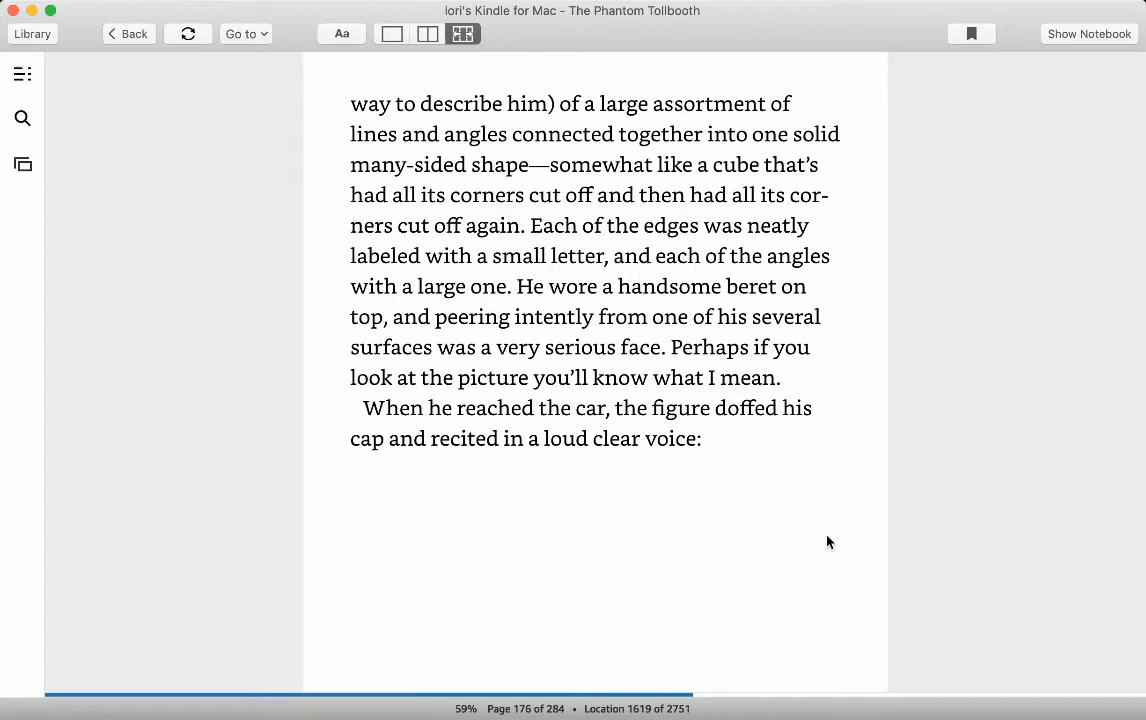 lori's Kindle for Mac - The Phantom Tollbooth
Library
Back
Go to
Aa
Show Notebook
way to describe him) of a large assortment of
lines and angles connected together into one solid
many-sided shape—somewhat like a cube that's
had all its corners cut off and then had all its cor-
ners cut off again. Each of the edges was neatly
labeled with a small letter, and each of the angles
with a large one. He wore a handsome beret on
top, and peering intently from one of his several
surfaces was a very serious face. Perhaps if you
look at the picture you'll know what I mean.
When he reached the car, the figure doffed his
cap and recited in a loud clear voice:
59% Page 176 of 284 • Location 1619 of 2751